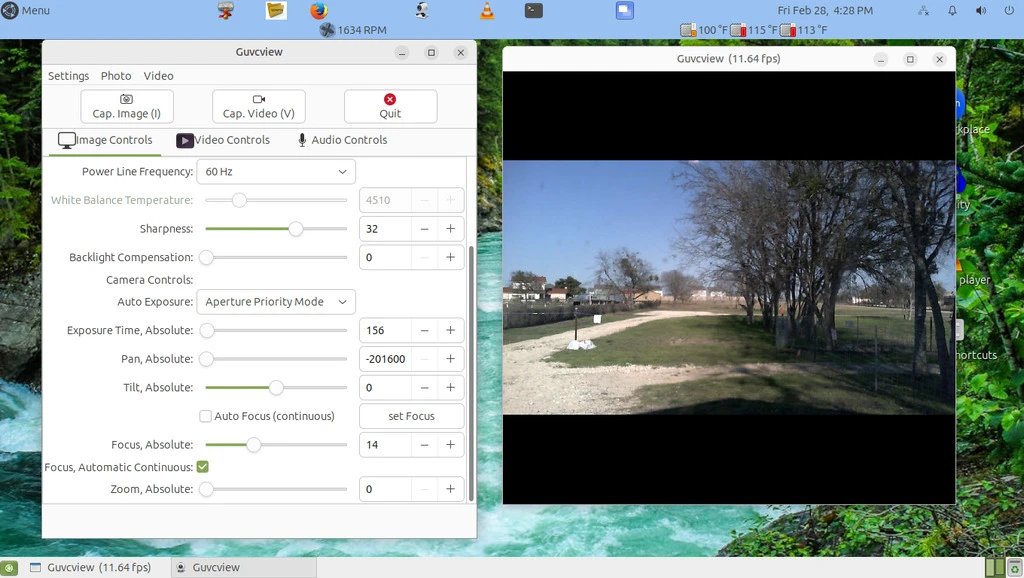 Menu
Fri Feb 28, 4:28 PM
1634 RPM
100 °F 115 °F 113 °F
Guvcview
Settings Photo Video
Cap. Image (I) Cap. Video (V) Quit
Image Controls Video Controls Audio Controls
Power Line Frequency: 60 Hz
White Balance Temperature: 4510
Sharpness: 32
Backlight Compensation: 0
Camera Controls:
Auto Exposure: Aperture Priority Mode
Exposure Time, Absolute: 156
Pan, Absolute: -201600
Tilt, Absolute: 0
Auto Focus (continuous) set Focus
Focus, Absolute: 14
Focus, Automatic Continuous:
Zoom, Absolute: 0
Guvcview (11.64 fps)
kplace
ity
player
hortcuts
Guvcview (11.64 fps) Guvcview